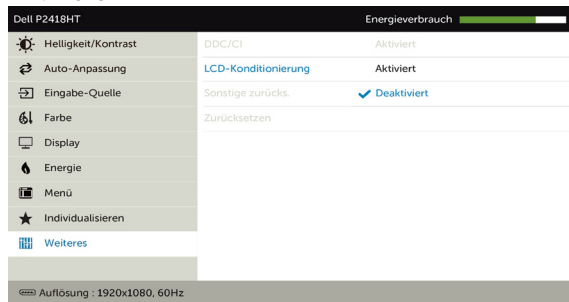 Dell P2418HT Energieverbrauch
Helligkeit/Kontrast DDC/CI Aktiviert
Auto-Anpassung LCD-Konditionierung Aktiviert
Eingabe-Quelle Sonstige zurücks. Deaktiviert
Farbe Zurücksetzen
Display
Energie
Menü
Individualisieren
Weiteres
Auflösung : 1920x1080, 60Hz